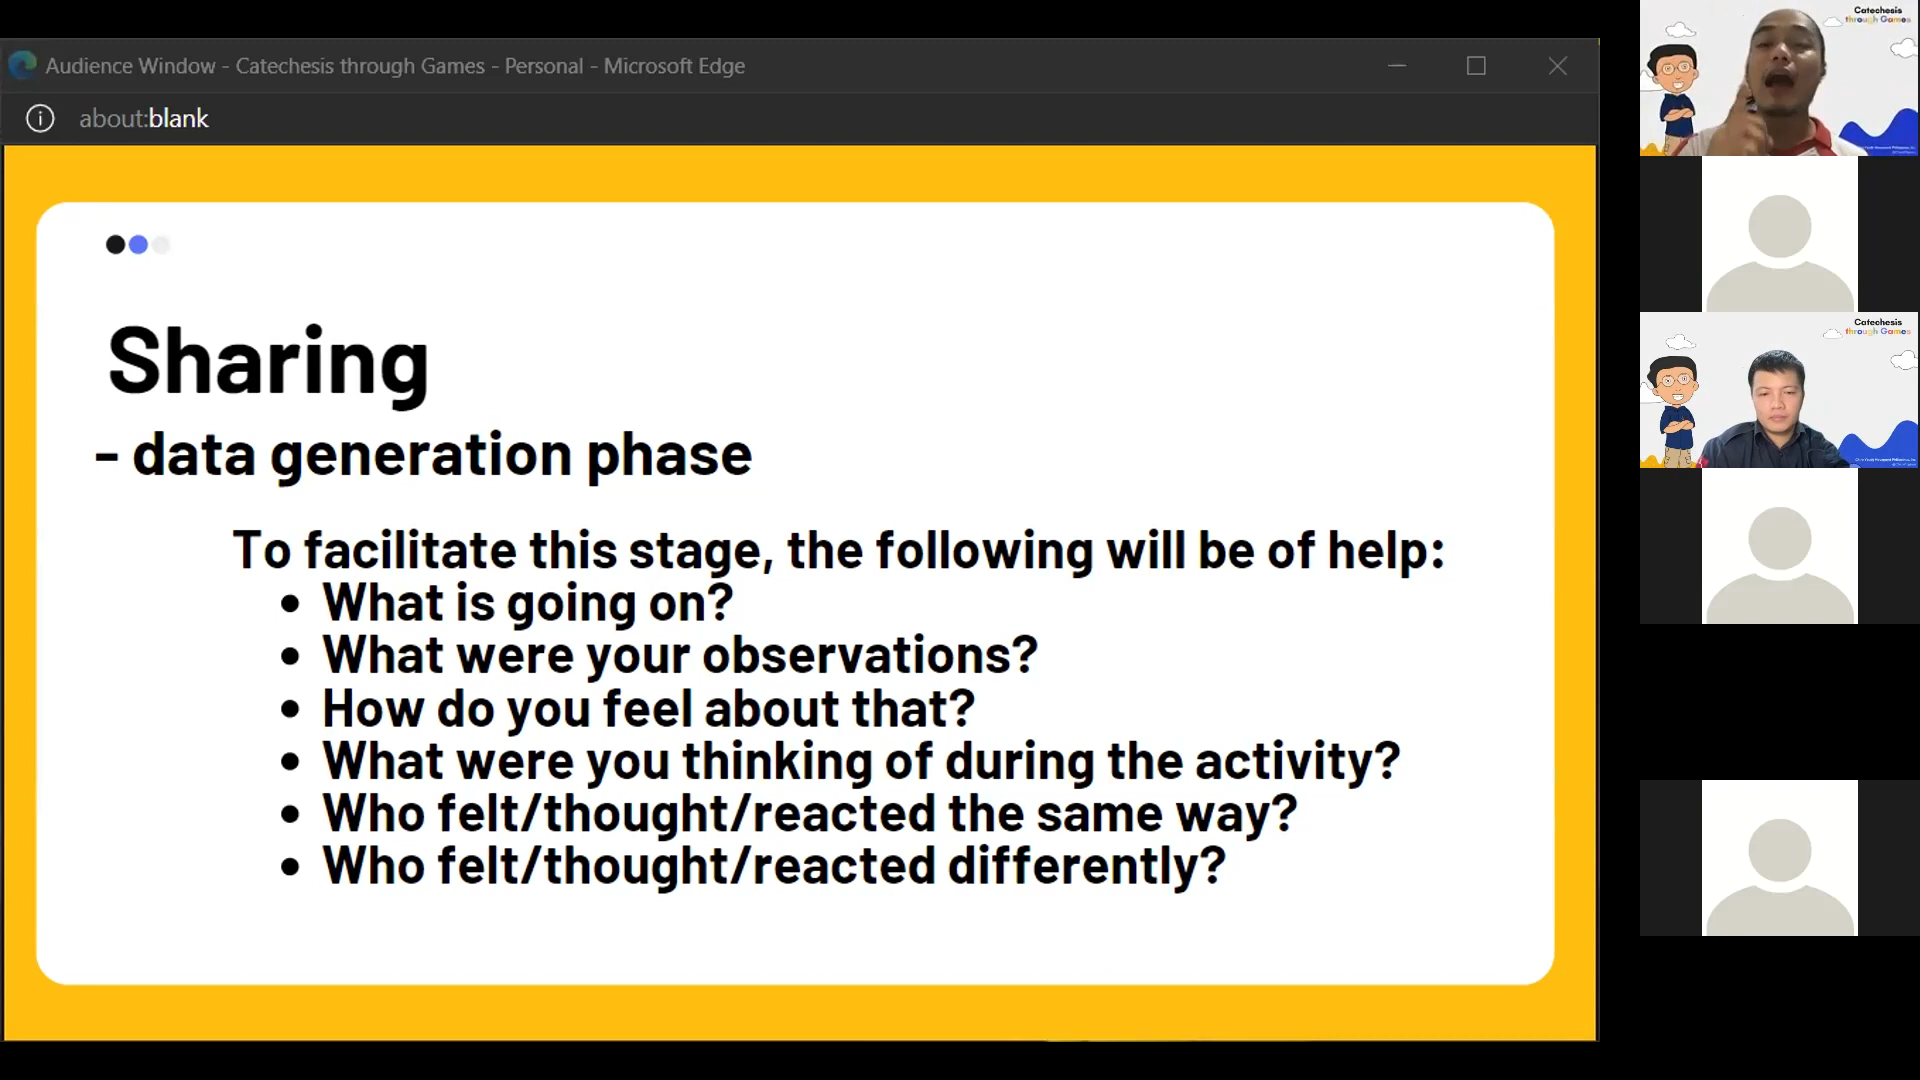 Audience Window - Catechesis through Games - Personal - Microsoft Edge
about:blank
Sharing
- data generation phase
To facilitate this stage, the following will be of help:
• What is going on?
• What were your observations?
• How do you feel about that?
• What were you thinking of during the activity?
• Who felt/thought/reacted the same way?
• Who felt/thought/reacted differently?
Catechesis
through Games
Catechesis
through Games